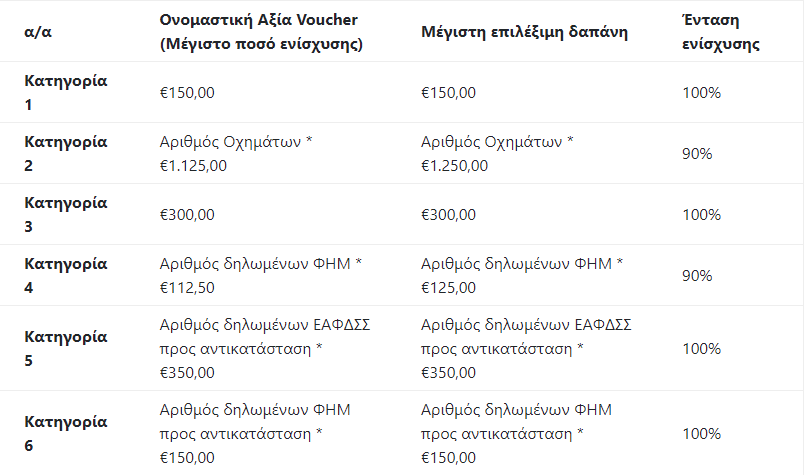 α/α
Ονομαστική Αξία Voucher
(Μέγιστο ποσό ενίσχυσης)
Μέγιστη επιλέξιμη δαπάνη
Ένταση
ενίσχυσης
Κατηγορία
1
€150,00
€150,00
100%
Κατηγορία
2
Αριθμός Οχημάτων *
€1.125,00
Αριθμός Οχημάτων *
€1.250,00
90%
Κατηγορία
3
€300,00
€300,00
100%
Κατηγορία
4
Αριθμός δηλωμένων ΦΗΜ *
€112,50
Αριθμός δηλωμένων ΦΗΜ *
€125,00
90%
Κατηγορία
5
Αριθμός δηλωμένων ΕΑΦΔΣΣ
προς αντικατάσταση *
€350,00
Αριθμός δηλωμένων ΕΑΦΔΣΣ
προς αντικατάσταση *
€350,00
100%
Κατηγορία
6
Αριθμός δηλωμένων ΦΗΜ
προς αντικατάσταση *
€150,00
Αριθμός δηλωμένων ΦΗΜ
προς αντικατάσταση *
€150,00
100%